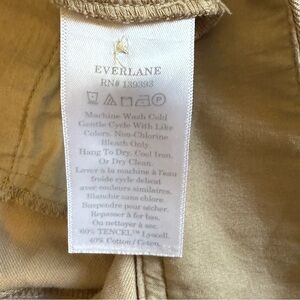 EVERLANE
RN# 139393
Machine Wash Cold
Gentle Cycle With Like
Colors. Non-Chlorine
Bleach Only.
Hang To Dry. Cool Iron.
Or Dry Clean.
Laver à la machine à l'eau
froide cycle délicat
avec couleurs similaires.
Blanchir sans chlore.
Suspendre pour sécher.
Repasser à fer bas.
Ou nettoyer à sec.
60% TENCEL™ Lyocell.
40% Cotton / Coton.